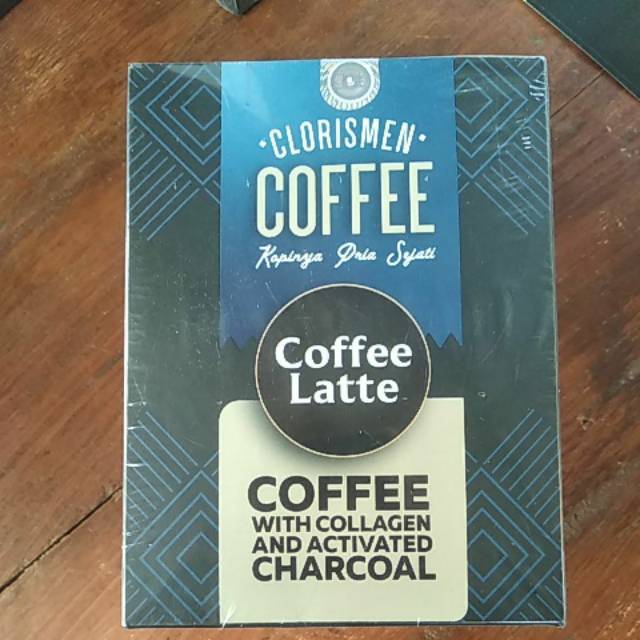 CLORISMEN
COFFEE
Kopinya Pria Sejati
Coffee
Latte
COFFEE
WITH COLLAGEN
AND ACTIVATED
CHARCOAL